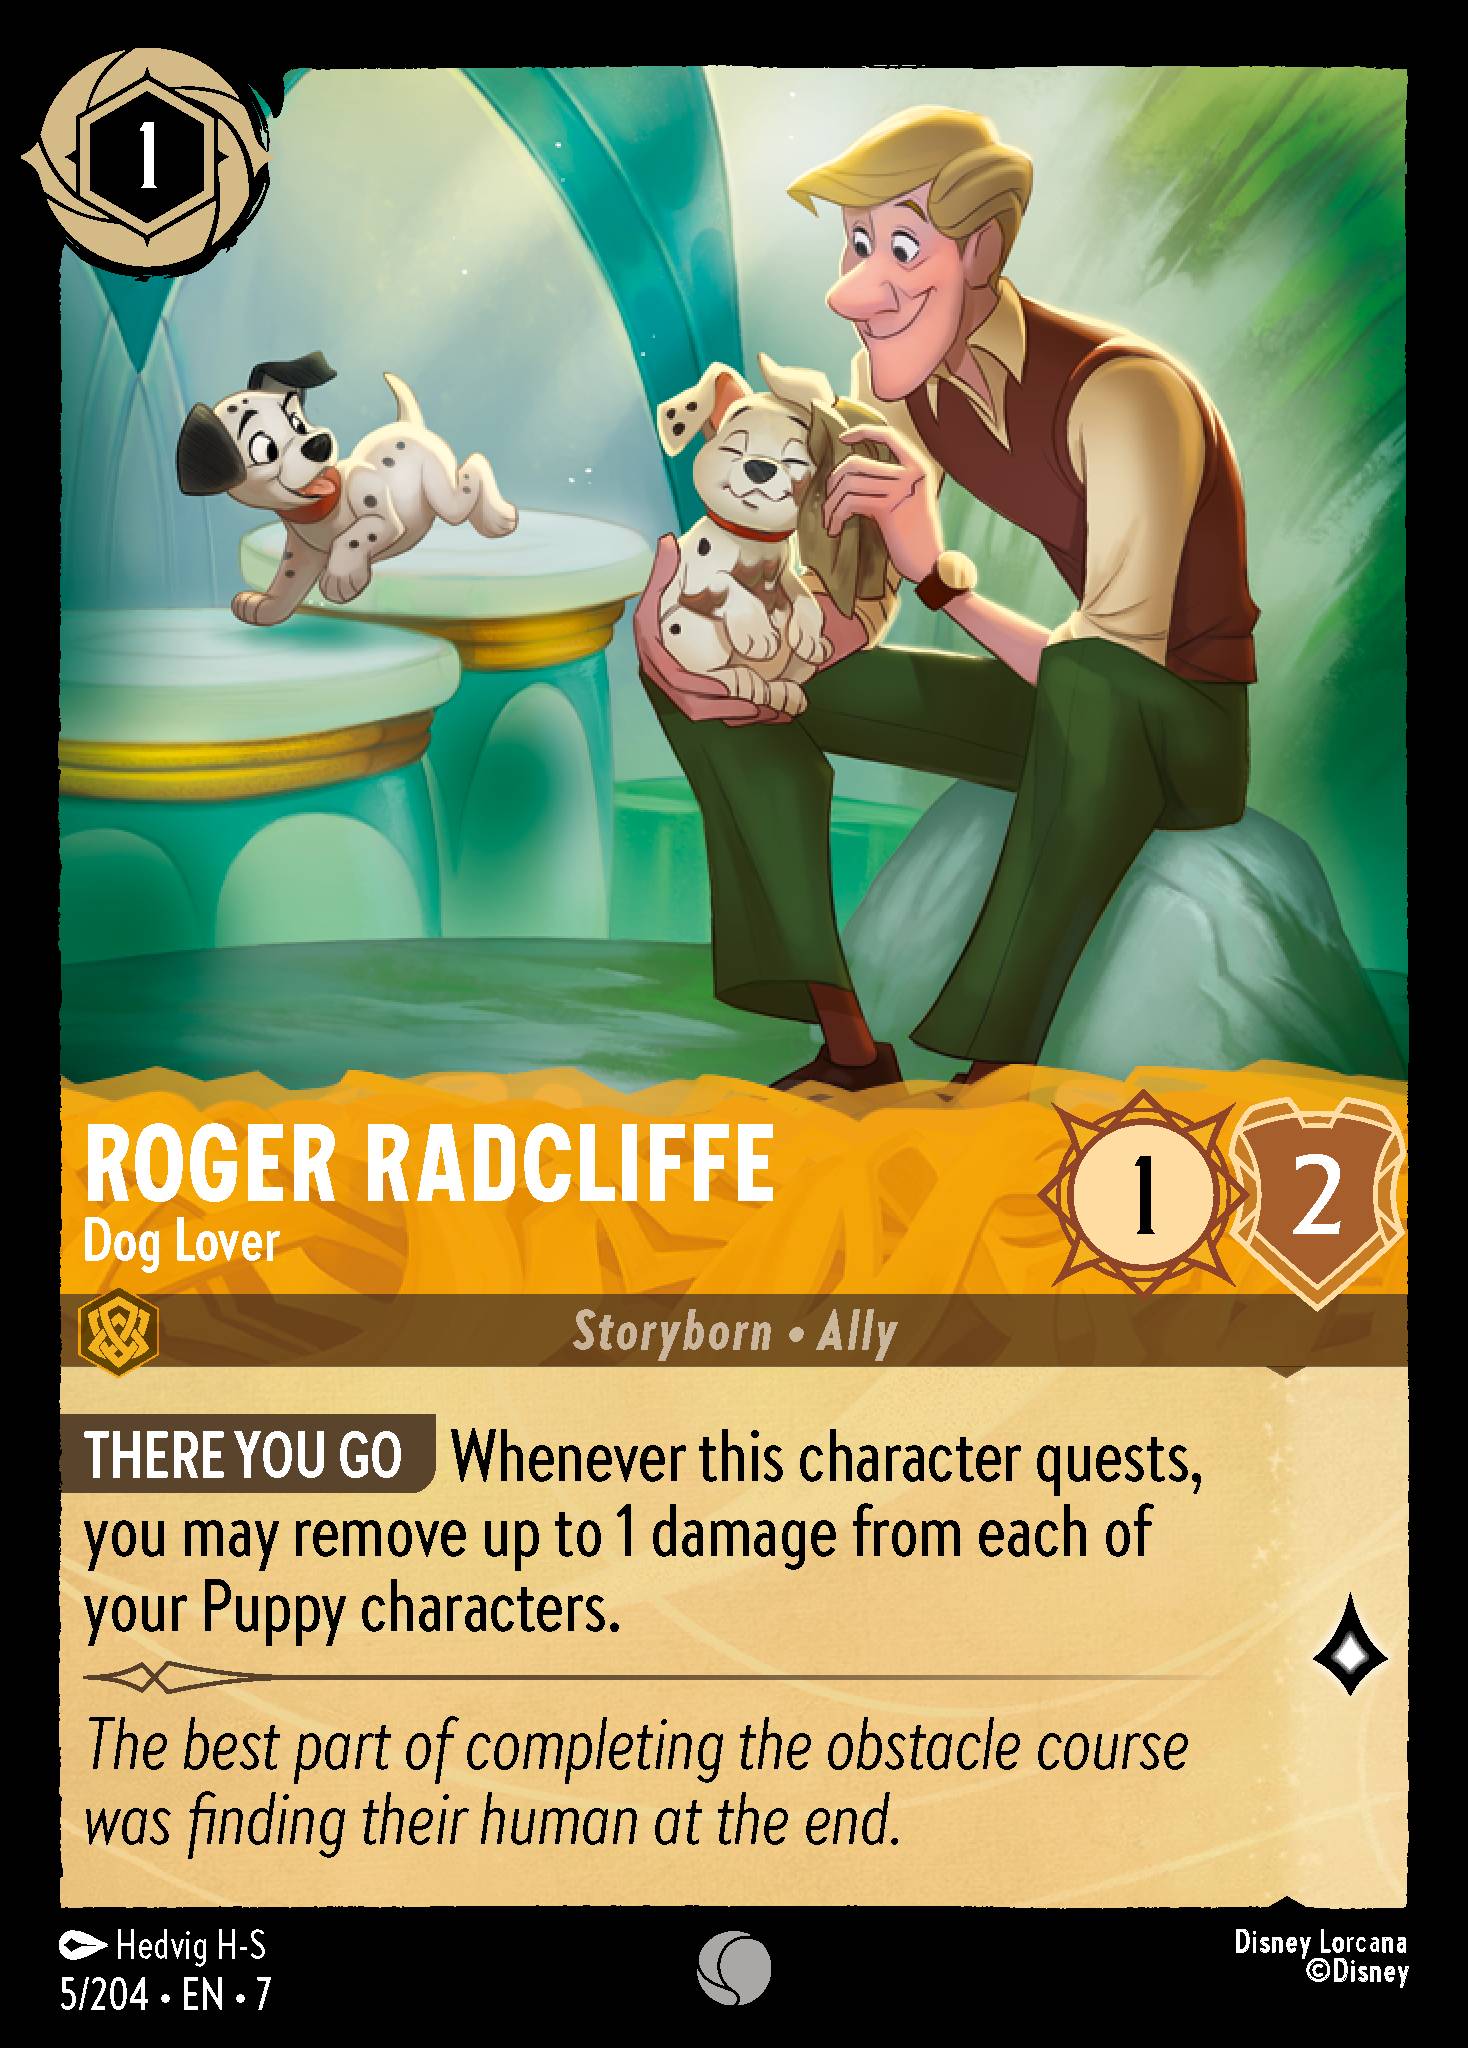 1
ROGER RADCLIFFE
Dog Lover
1
2
Storyborn • Ally
THERE YOU GO Whenever this character quests,
you may remove up to 1 damage from each of
your Puppy characters.
The best part of completing the obstacle course
was finding their human at the end.
Hedvig H-S
5/204 • EN • 7
Disney Lorcana
©Disney